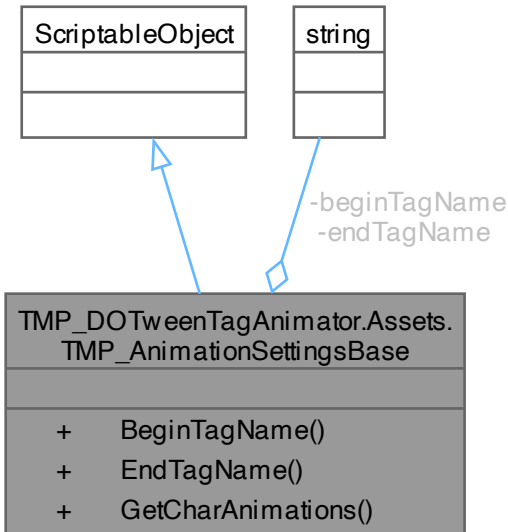 ScriptableObject
string
-beginTagName
-endTagName
TMP_DOTweenTagAnimator.Assets.
TMP_AnimationSettingsBase
+ BeginTagName()
+ EndTagName()
+ GetCharAnimations()